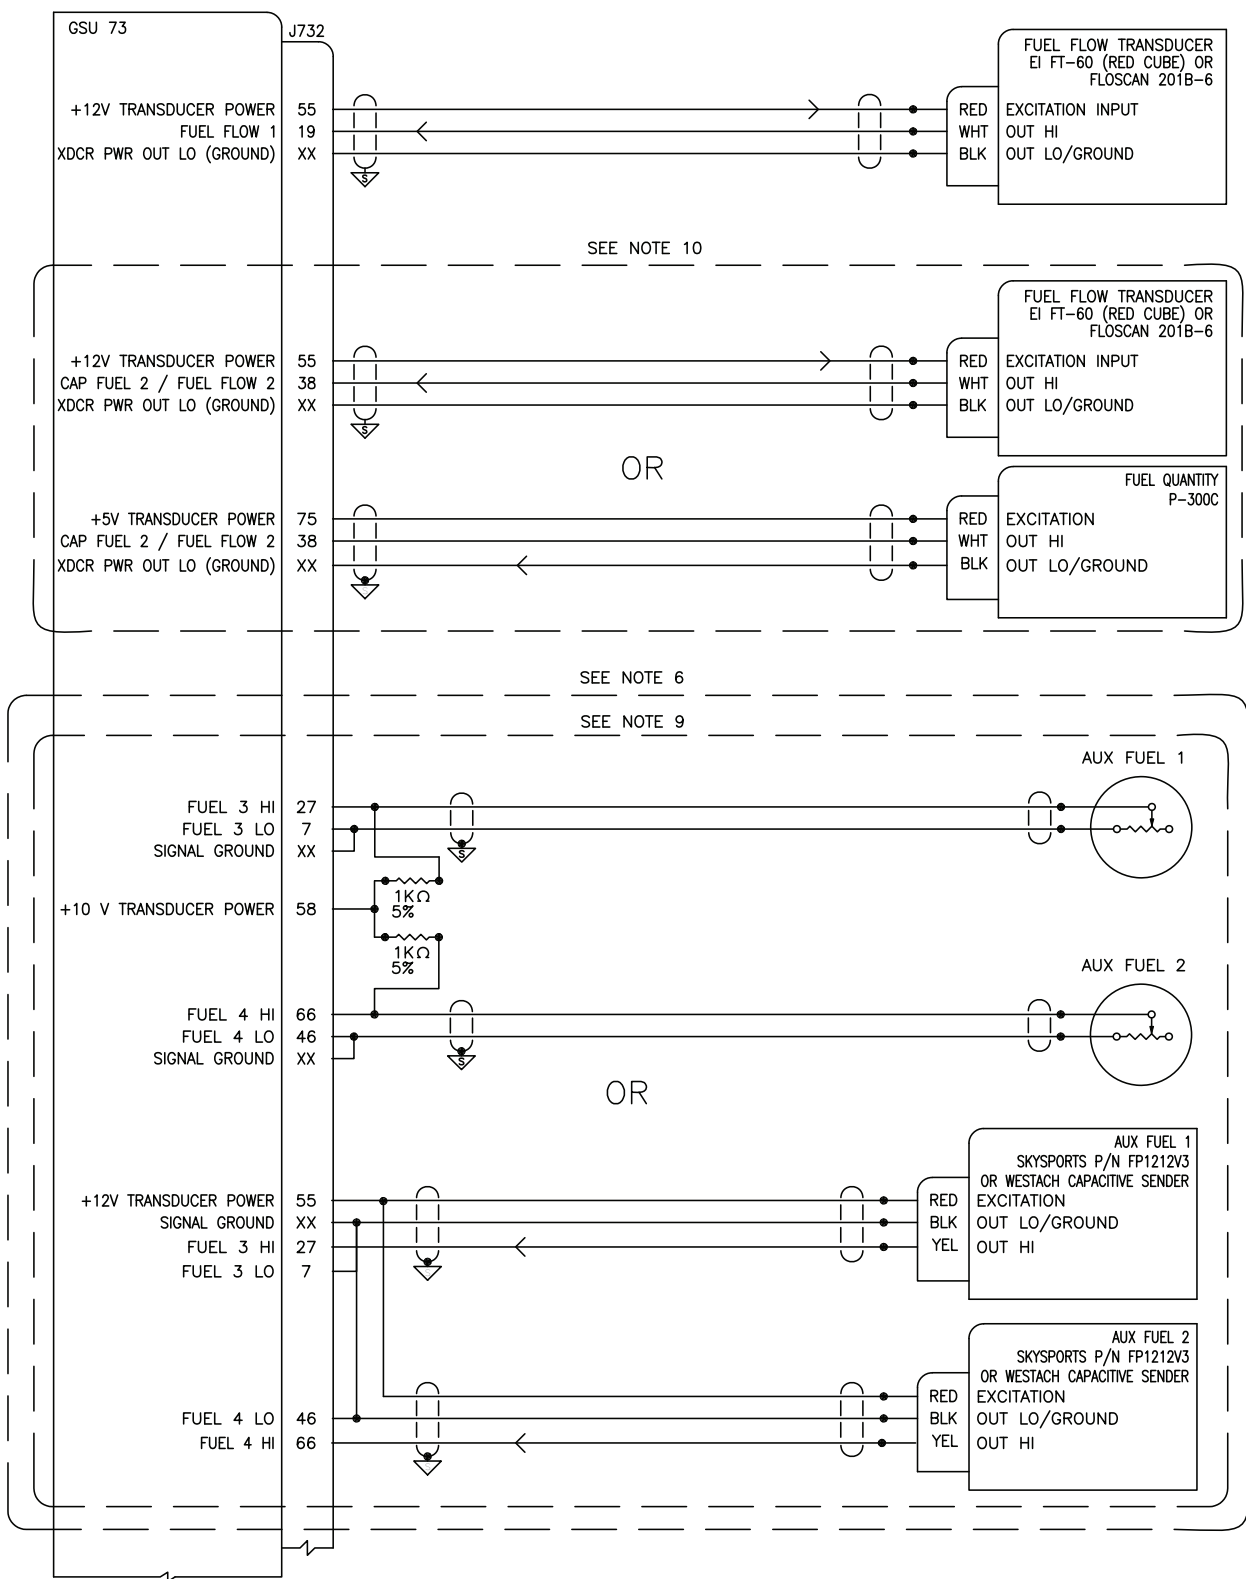 GSU 73
J732
FUEL FLOW TRANSDUCER
EI FT-60 (RED CUBE) OR
FLOSCAN 201B-6
+12V TRANSDUCER POWER 55 RED EXCITATION INPUT
FUEL FLOW 1 19 WHT OUT HI
XDCR PWR OUT LO (GROUND) XX BLK OUT LO/GROUND
S
SEE NOTE 10
FUEL FLOW TRANSDUCER
EI FT-60 (RED CUBE) OR
FLOSCAN 201B-6
+12V TRANSDUCER POWER 55 RED EXCITATION INPUT
CAP FUEL 2 / FUEL FLOW 2 38 WHT OUT HI
XDCR PWR OUT LO (GROUND) XX BLK OUT LO/GROUND
S
OR
FUEL QUANTITY
P-300C
+5V TRANSDUCER POWER 75 RED EXCITATION
CAP FUEL 2 / FUEL FLOW 2 38 WHT OUT HI
XDCR PWR OUT LO (GROUND) XX BLK OUT LO/GROUND
SEE NOTE 6
SEE NOTE 9
AUX FUEL 1
FUEL 3 HI 27
FUEL 3 LO 7
SIGNAL GROUND XX
S
1KΩ
5%
+10 V TRANSDUCER POWER 58
1KΩ
5%
AUX FUEL 2
FUEL 4 HI 66
FUEL 4 LO 46
SIGNAL GROUND XX
S
OR
AUX FUEL 1
SKYSPORTS P/N FP1212V3
OR WESTACH CAPACITIVE SENDER
+12V TRANSDUCER POWER 55 RED EXCITATION
SIGNAL GROUND XX BLK OUT LO/GROUND
FUEL 3 HI 27 YEL OUT HI
FUEL 3 LO 7
AUX FUEL 2
SKYSPORTS P/N FP1212V3
OR WESTACH CAPACITIVE SENDER
RED EXCITATION
FUEL 4 LO 46 BLK OUT LO/GROUND
FUEL 4 HI 66 YEL OUT HI